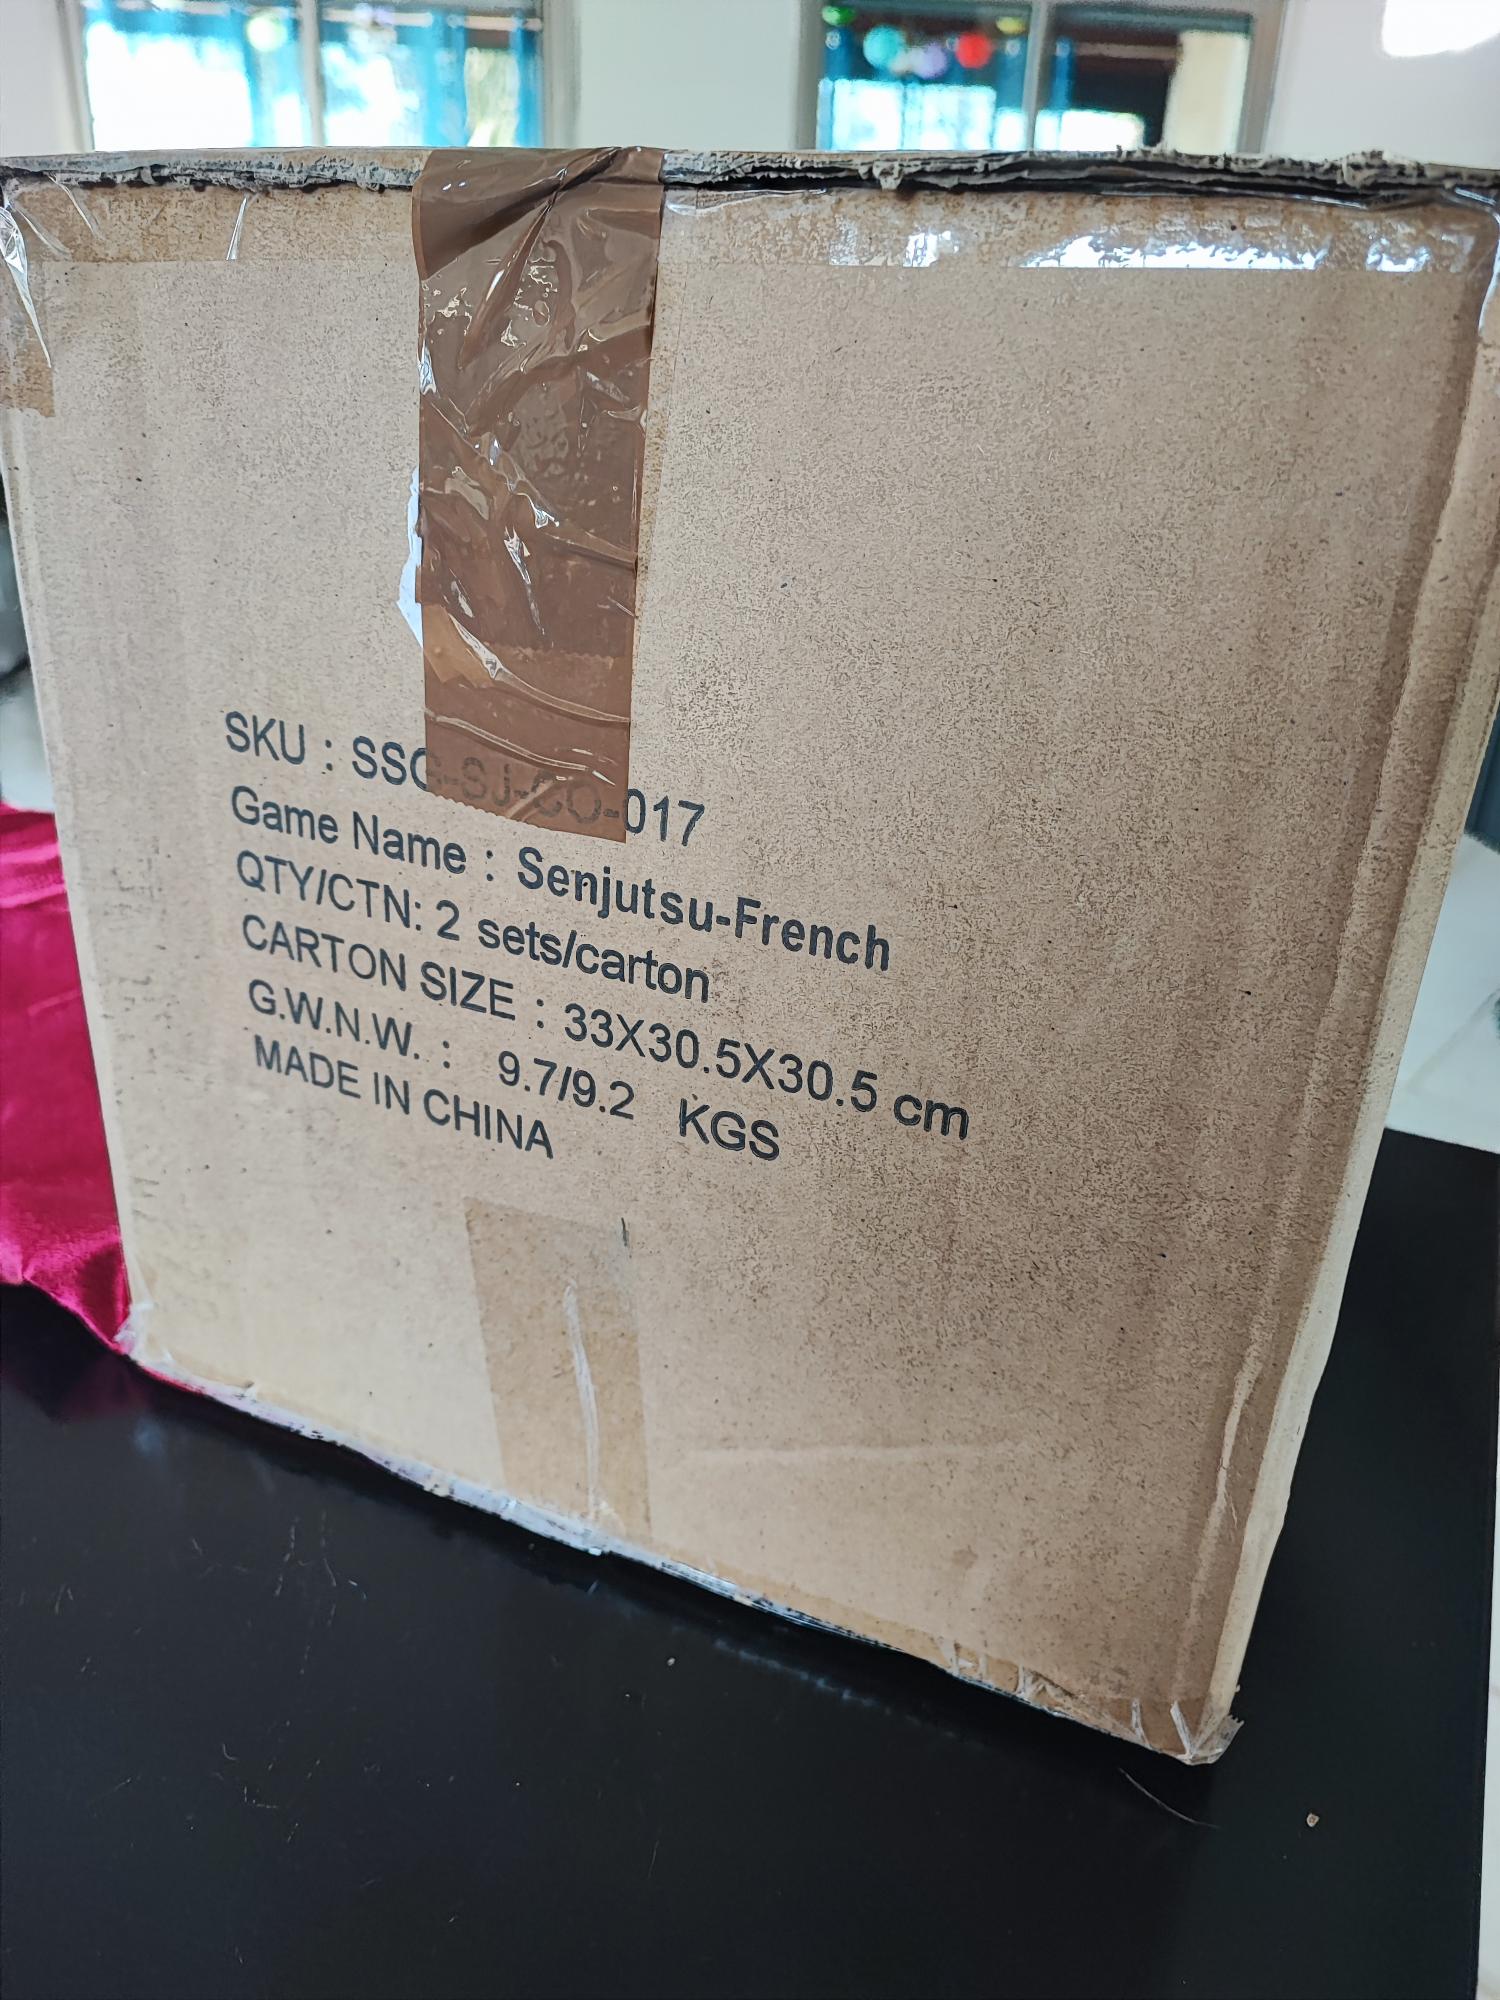 SKU : SSG-SJ-CO-017
Game Name : Senjutsu-French
QTY/CTN: 2 sets/carton
CARTON SIZE : 33X30.5X30.5 cm
G.W.N.W. : 9.7/9.2 KGS
MADE IN CHINA